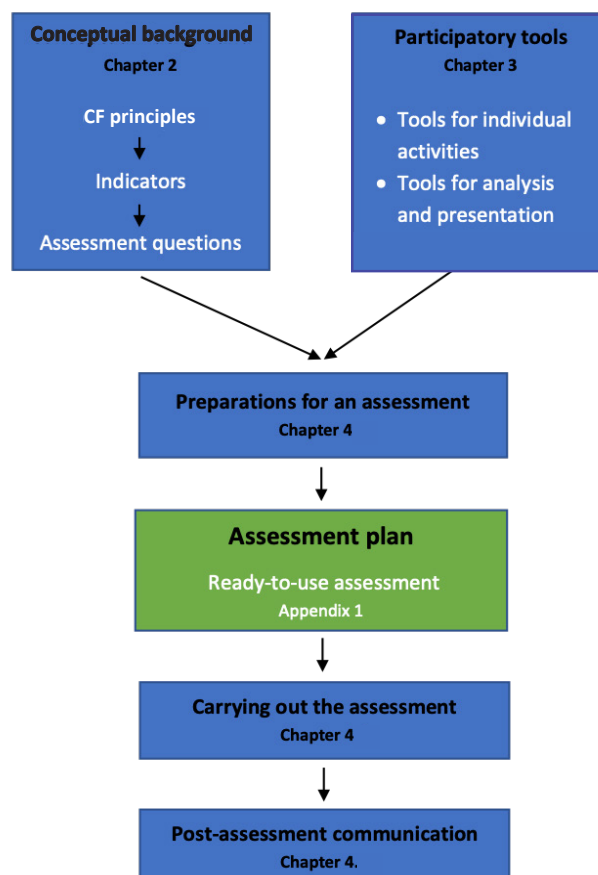 Conceptual background
Chapter 2
CF principles
Indicators
Assessment questions
Participatory tools
Chapter 3
• Tools for individual
activities
• Tools for analysis
and presentation
Preparations for an assessment
Chapter 4
Assessment plan
Ready-to-use assessment
Appendix 1
Carrying out the assessment
Chapter 4
Post-assessment communication
Chapter 4.